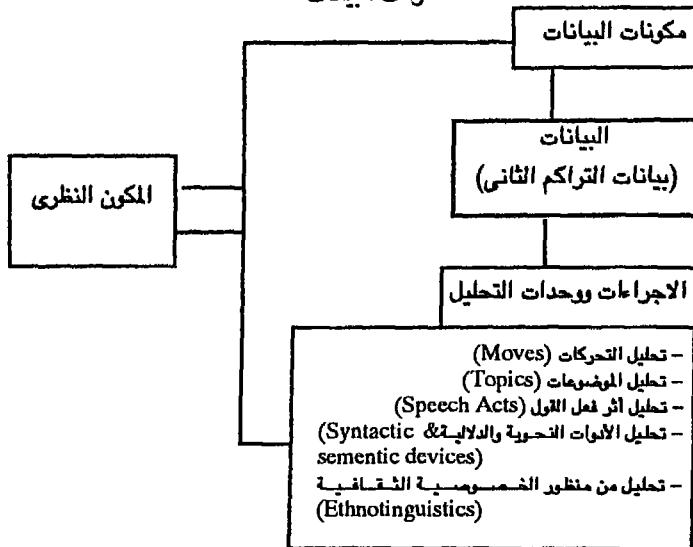 مكونات البيانات
البيانات
(بيانات التراكم الثانى)
المكون النظرى
الاجراءات ووحدات التحليل
– تحليل التحركات (Moves)
– تحليل الموضوعات (Topics)
– تحليل أثر فعل القول (Speech Acts)
– تحليل الأدوات النحوية والدلالية& Syntactic)
sementic devices)
– تحليل من منظور الخصوصية الثقافية
(Ethnotinguistics)